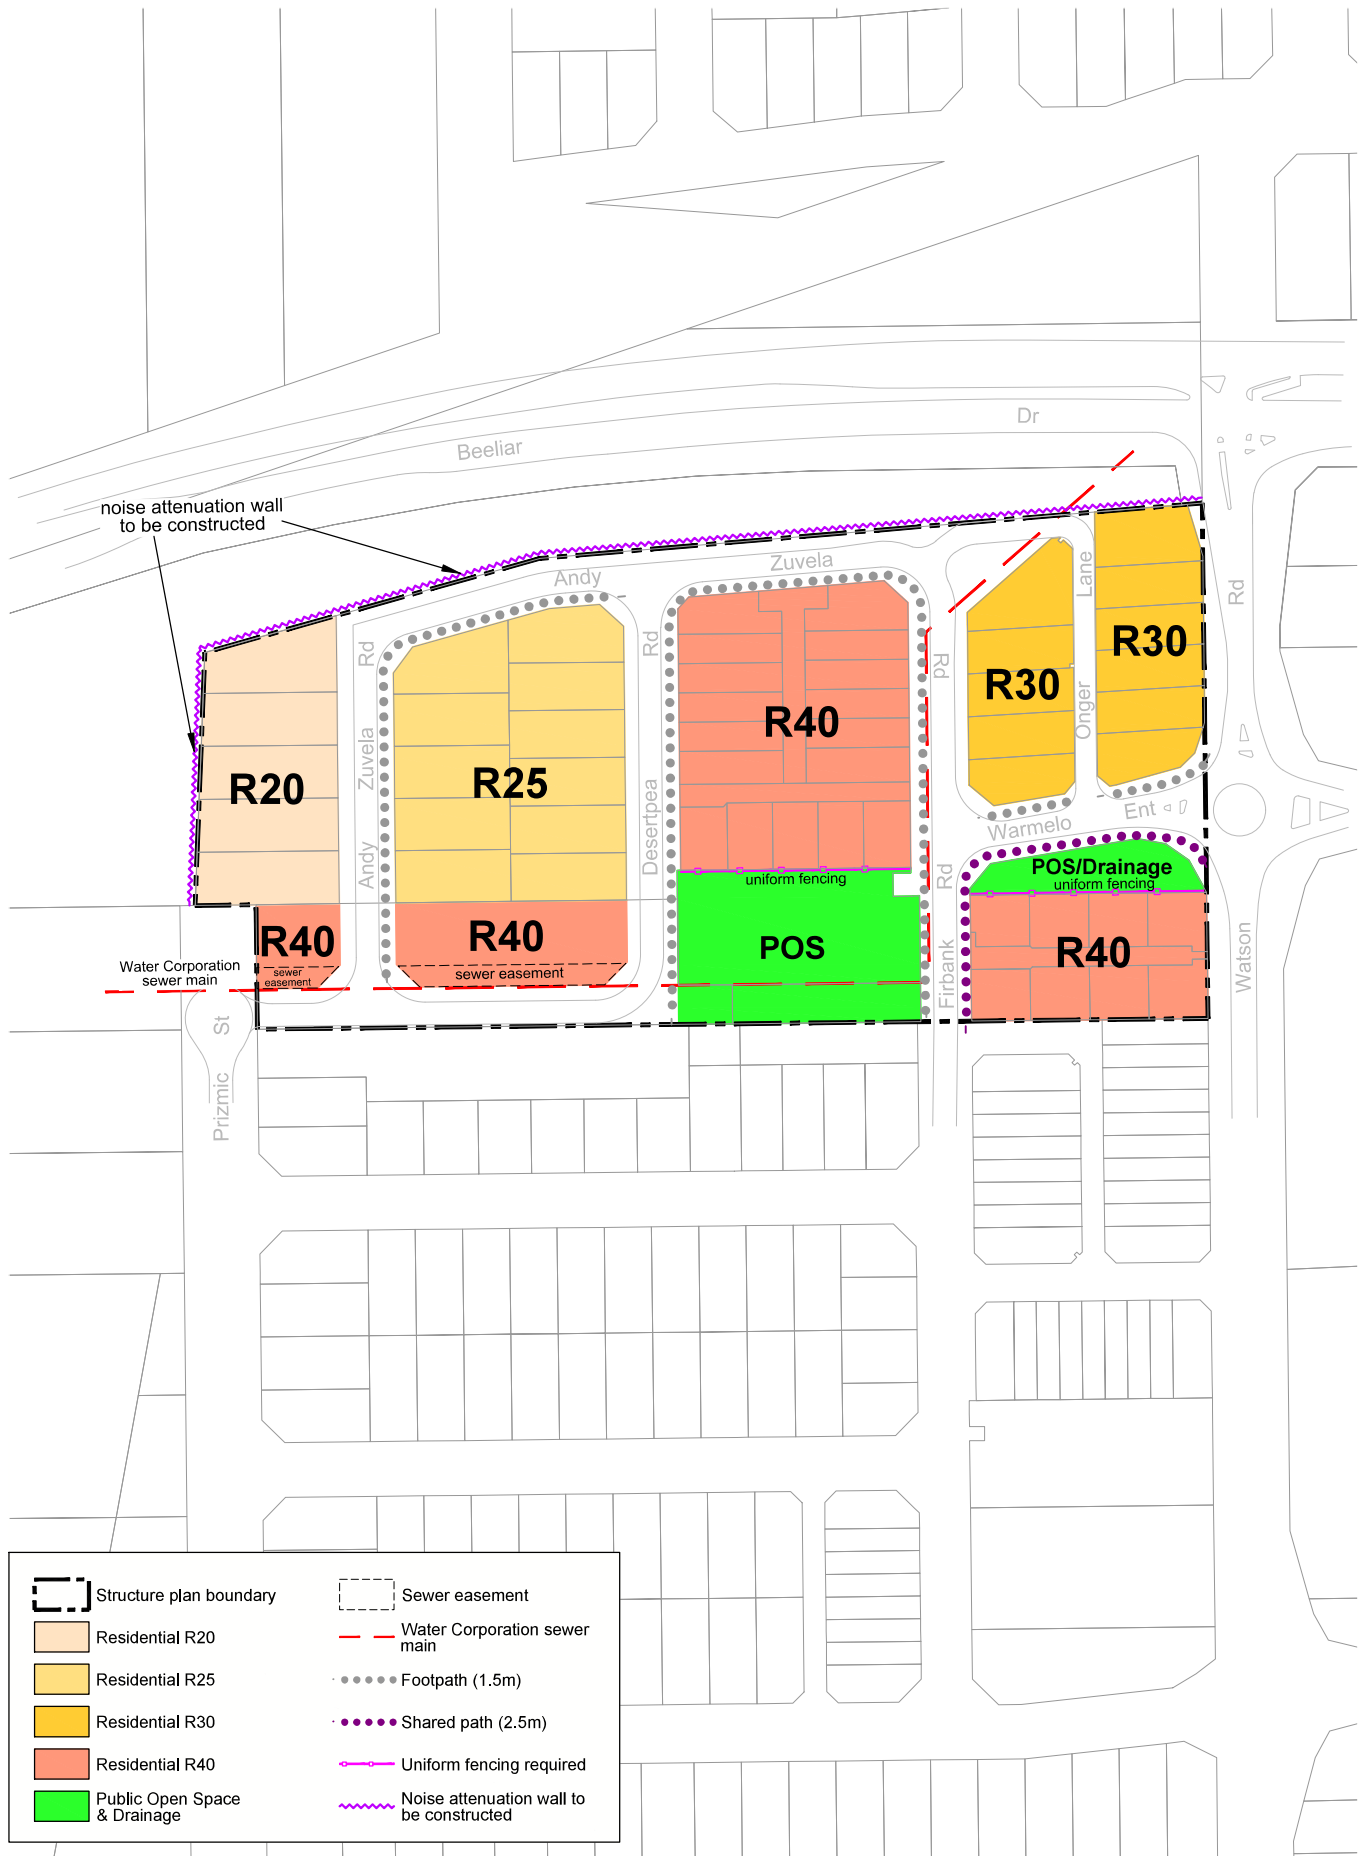 Dr
Beeliar
noise attenuation wall
to be constructed
Zuvela
Andy
Lane
Rd
Rd
Rd
Rd
R30
R30
R40
Onger
Zuvela
R20
R25
Desertpea
Ent
Warmelo
Andy
Rd
POS/Drainage
uniform fencing
uniform fencing
R40
R40
POS
R40
Water Corporation
sewer main
sewer
easement
sewer easement
Firbank
Watson
St
Prizmic
Structure plan boundary
Residential R20
Residential R25
Residential R30
Residential R40
Public Open Space
& Drainage
Sewer easement
Water Corporation sewer
main
Footpath (1.5m)
Shared path (2.5m)
Uniform fencing required
Noise attenuation wall to
be constructed